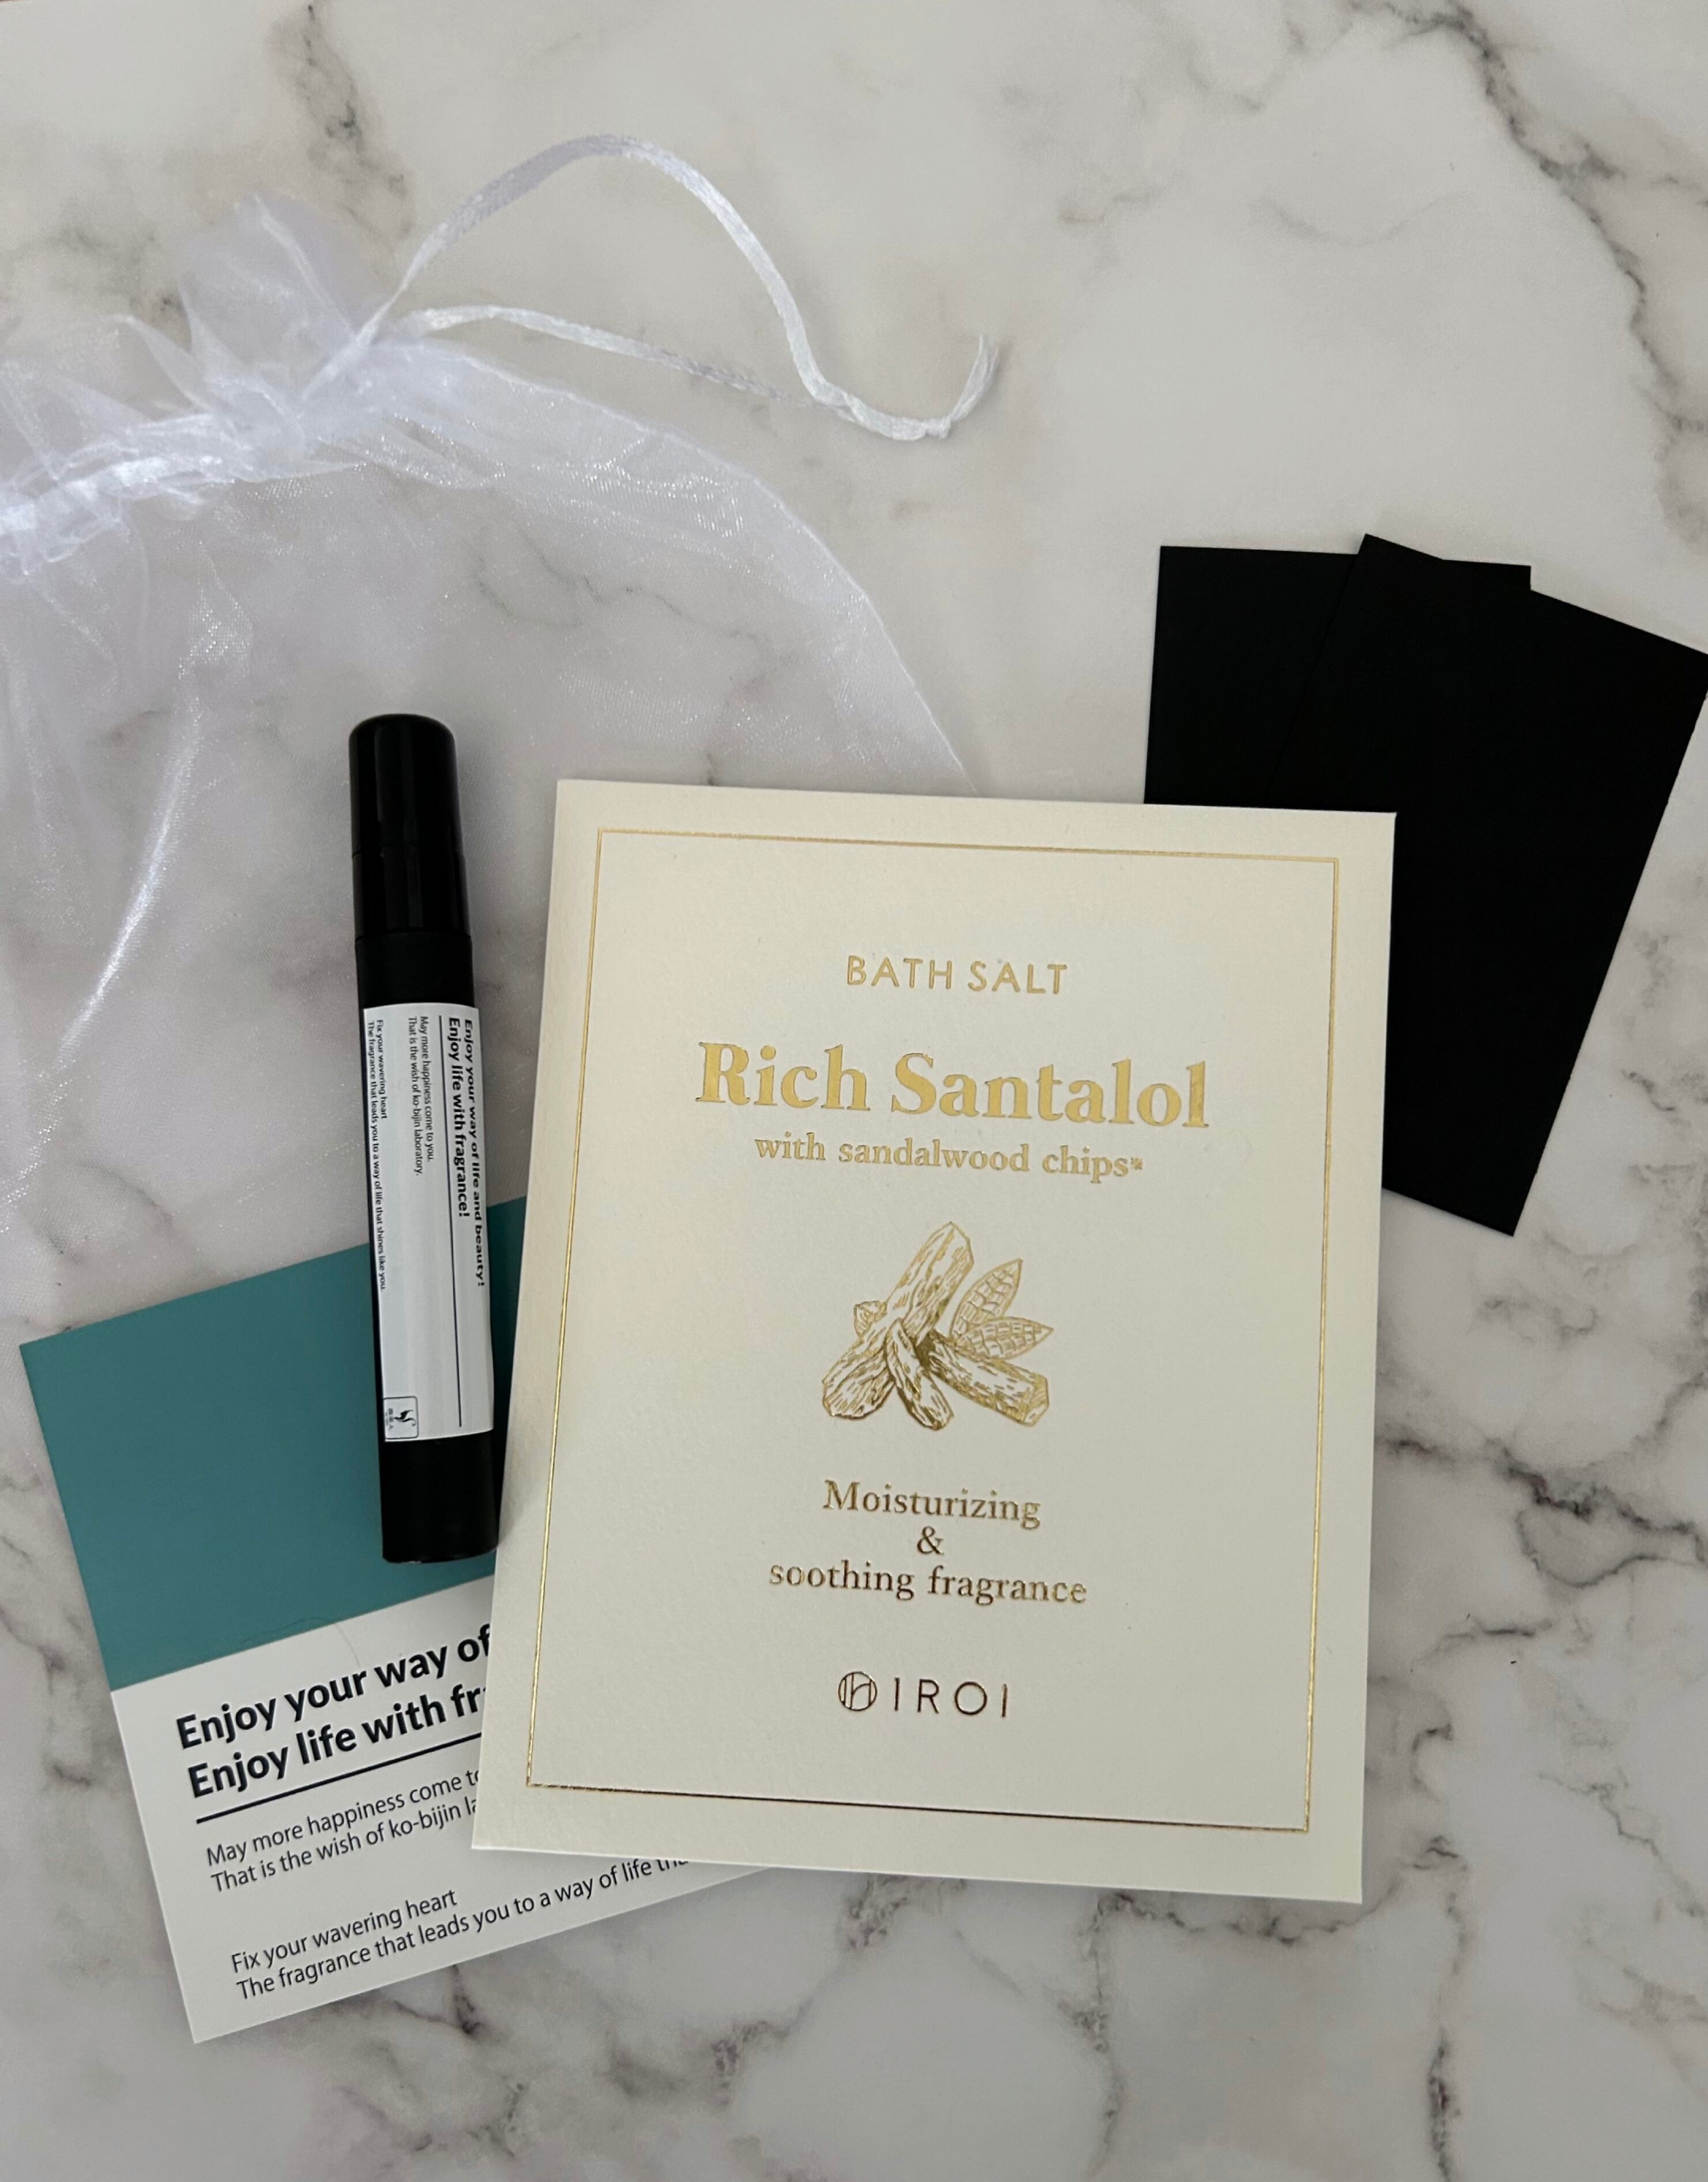 BATH SALT
Rich Santalol
with sandalwood chips*
Moisturizing
&
soothing fragrance
IROI
Enjoy your way of life and beauty!
Enjoy life with fragrance!
May more happiness come to you.
That is the wish of ko-bijin laboratory.
Fix your wavering heart
The fragrance that leads you to a way of life that shines like you.
Enjoy your way of
Enjoy life with fr
May more happiness come to
That is the wish of ko-bijin la
Fix your wavering heart
The fragrance that leads you to a way of life